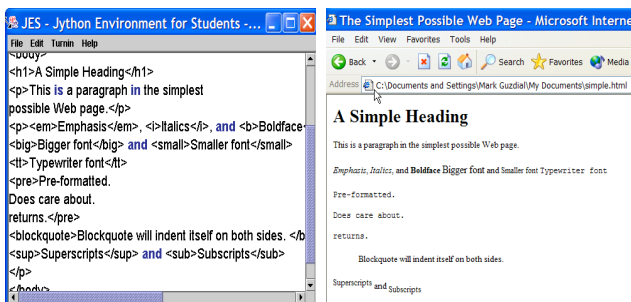 JES - Jython Environment for Students - ...
File Edit Turnin Help
<body>
<h1>A Simple Heading</h1>
<p>This is a paragraph in the simplest
possible Web page.</p>
<p><em>Emphasis</em>, <i>Italics</i>, and <b>Boldface
<big>Bigger font</big> and <small>Smaller font</small>
<tt>Typewriter font</tt>
<pre>Pre-formatted.
Does care about.
returns.</pre>
<blockquote>Blockquote will indent itself on both sides. </b
<sup>Superscripts</sup> and <sub>Subscripts</sub>
</p>
</body>
The Simplest Possible Web Page - Microsoft Interne
File Edit View Favorites Tools Help
Back Search Favorites Media
Address C:\Documents and Settings\Mark Guzdial\My Documents\simple.html
A Simple Heading
This is a paragraph in the simplest possible Web page.
Emphasis, Italics, and Boldface Bigger font and Smaller font Typewriter font
Pre-formatted.
Does care about.
returns.
Blockquote will indent itself on both sides.
Superscripts and Subscripts